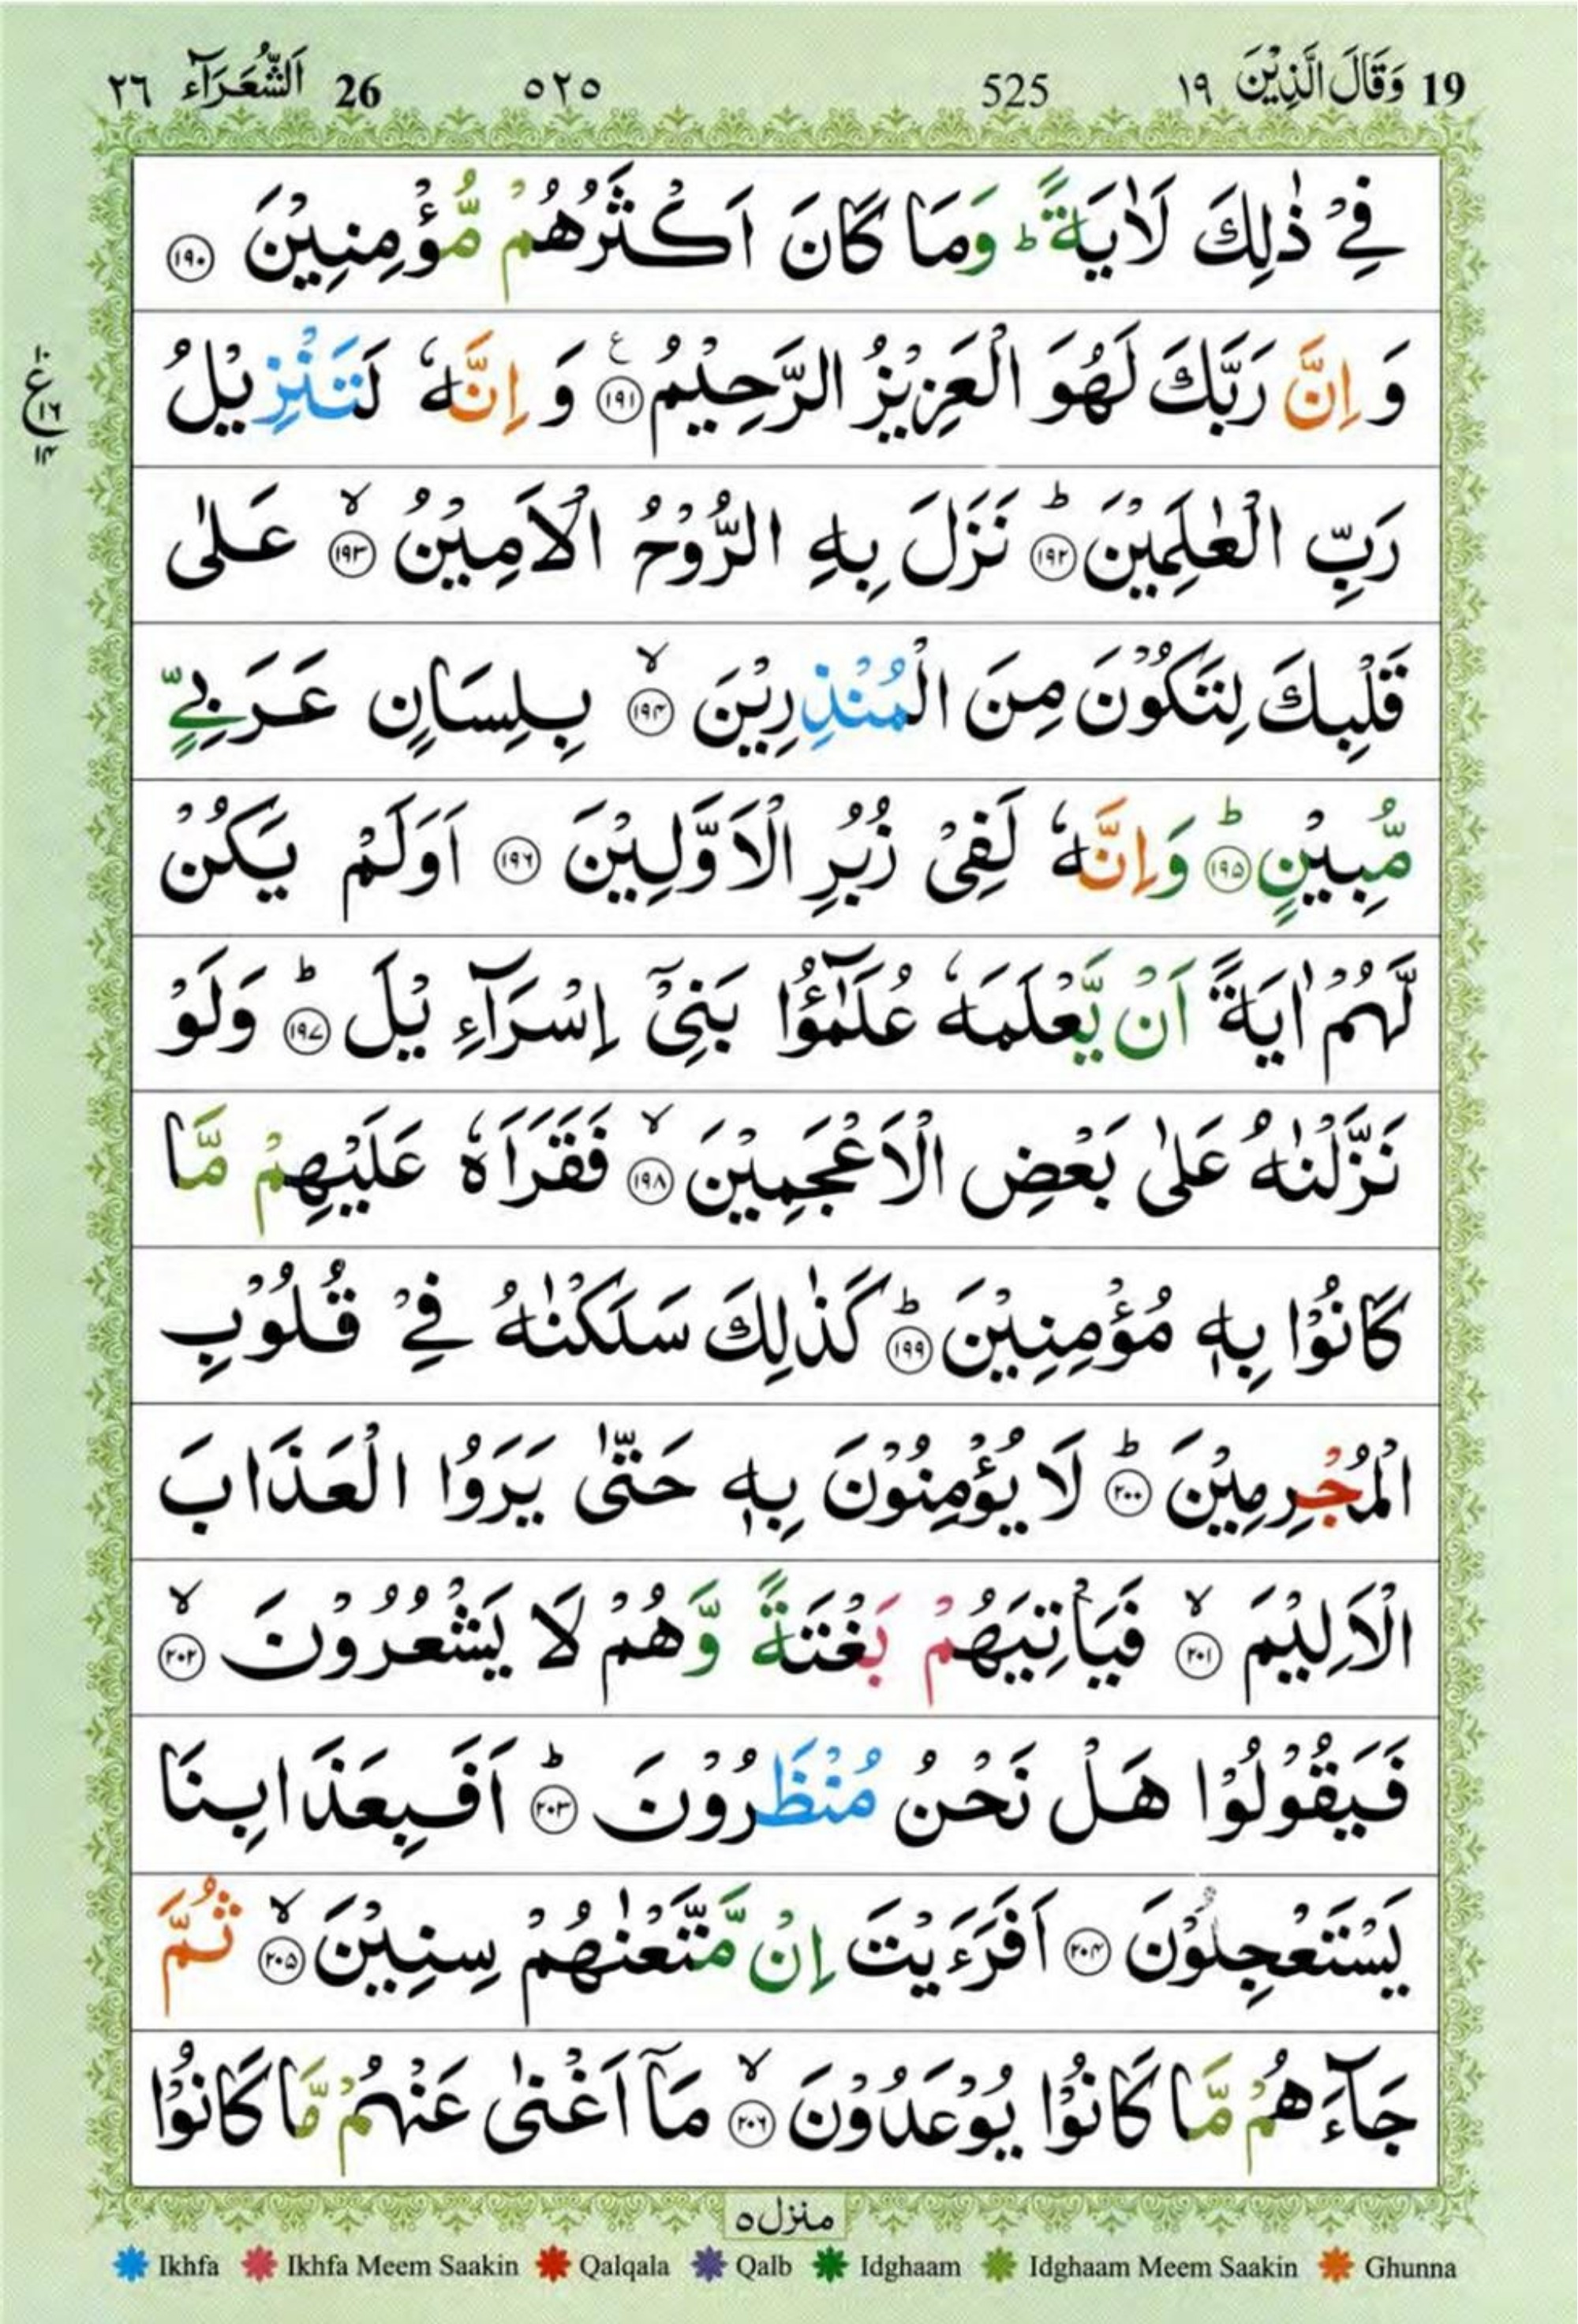 19 وَقَالَ الَّذِيْنَ ١٩ 525 ٥٢٥ 26 اَلشُّعَرَآء ٢٦
فِيْ ذٰلِكَ لَاٰيَةً ؕ وَمَا كَانَ اَكْثَرُهُمْ مُّؤْمِنِيْنَ ۝١٩٠
وَ اِنَّ رَبَّكَ لَهُوَ الْعَزِيْزُ الرَّحِيْمُ ۝١٩١ ع وَ اِنَّهٗ لَتَنْزِيْلُ
١٠
ع
١٦
١٤
رَبِّ الْعٰلَمِيْنَ ؕ۝١٩٢ نَزَلَ بِهِ الرُّوْحُ الْاَمِيْنُ ۙ۝١٩٣ عَلٰى
قَلْبِكَ لِتَكُوْنَ مِنَ الْمُنْذِرِيْنَ ۙ۝١٩٤ بِلِسَانٍ عَرَبِيٍّ
مُّبِيْنٍ ؕ۝١٩٥ وَاِنَّهٗ لَفِيْ زُبُرِ الْاَوَّلِيْنَ ۝١٩٦ اَوَلَمْ يَكُنْ
لَّهُمْ اٰيَةً اَنْ يَّعْلَمَهٗ عُلَمٰٓؤُا بَنِيْٓ اِسْرَآءِيْلَ ؕ۝١٩٧ وَلَوْ
نَزَّلْنٰهُ عَلٰى بَعْضِ الْاَعْجَمِيْنَ ۙ۝١٩٨ فَقَرَاَهٗ عَلَيْهِمْ مَّا
كَانُوْا بِهٖ مُؤْمِنِيْنَ ؕ۝١٩٩ كَذٰلِكَ سَلَكْنٰهُ فِيْ قُلُوْبِ
الْمُجْرِمِيْنَ ؕ۝٢٠٠ لَا يُؤْمِنُوْنَ بِهٖ حَتّٰى يَرَوُا الْعَذَابَ
الْاَلِيْمَ ۙ۝٢٠١ فَيَاْتِيَهُمْ بَغْتَةً وَّهُمْ لَا يَشْعُرُوْنَ ۙ۝٢٠٢
فَيَقُوْلُوْا هَلْ نَحْنُ مُنْظَرُوْنَ ؕ۝٢٠٣ اَفَبِعَذَابِنَا
يَسْتَعْجِلُوْنَ ۝٢٠٤ اَفَرَءَيْتَ اِنْ مَّتَّعْنٰهُمْ سِنِيْنَ ۙ۝٢٠٥ ثُمَّ
جَآءَهُمْ مَّا كَانُوْا يُوْعَدُوْنَ ۙ۝٢٠٦ مَآ اَغْنٰى عَنْهُمْ مَّا كَانُوْا
منزل ٥
Ikhfa Ikhfa Meem Saakin Qalqala Qalb Idghaam Idghaam Meem Saakin Ghunna